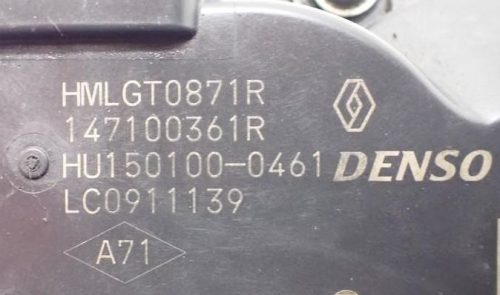 HMLGT0871R
147100361R
HU150100-0461 DENSO
LC0911139
A71